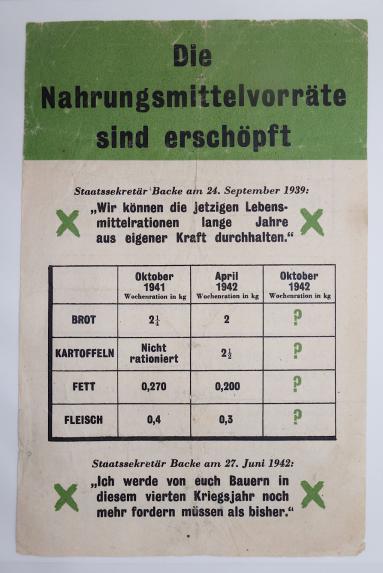 Die
Nahrungsmittelvorräte
sind erschöpft
Staatssekretär Backe am 24. September 1939:
„Wir können die jetzigen Lebens-
mittelrationen lange Jahre
aus eigener Kraft durchhalten.“
Oktober 1941 Wochenration in kg
April 1942 Wochenration in kg
Oktober 1942 Wochenration in kg
BROT 2¼ 2 ?
KARTOFFELN Nicht rationiert 2½ ?
FETT 0,270 0,200 ?
FLEISCH 0,4 0,3 ?
Staatssekretär Backe am 27. Juni 1942:
„Ich werde von euch Bauern in
diesem vierten Kriegsjahr noch
mehr fordern müssen als bisher.“